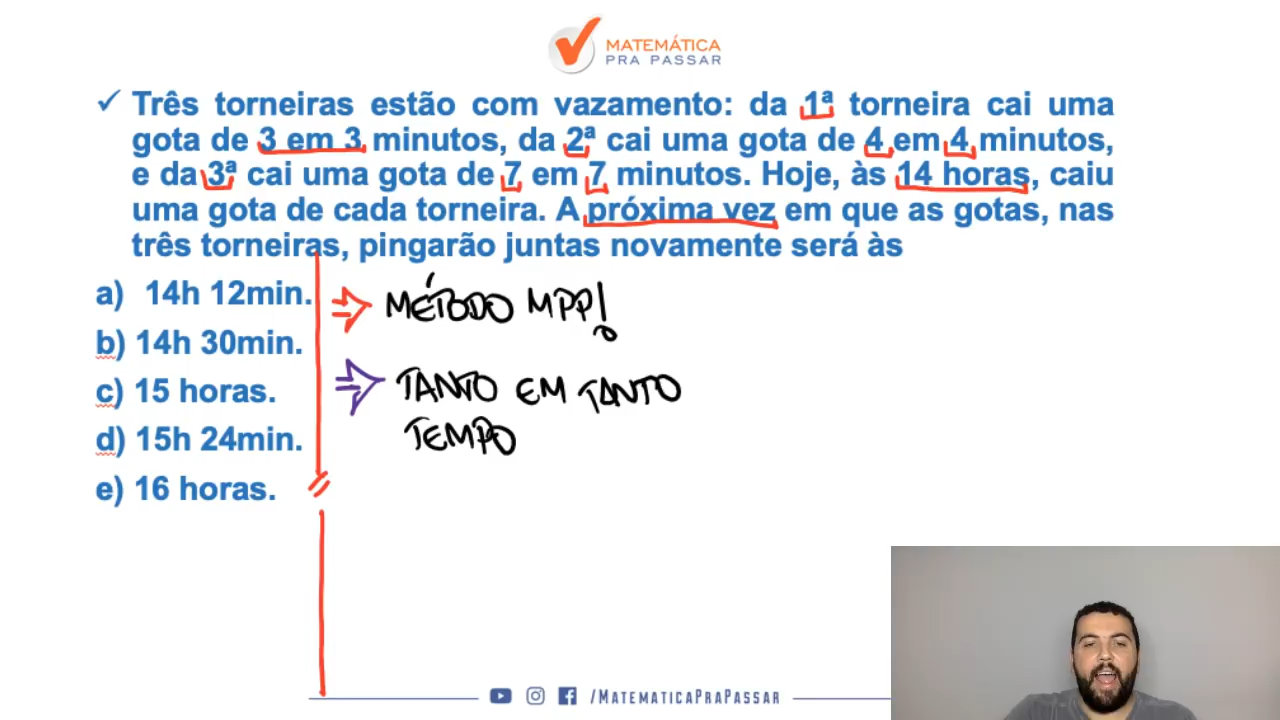 MATEMÁTICA
PRA PASSAR
✓ Três torneiras estão com vazamento: da 1ª torneira cai uma
gota de 3 em 3 minutos, da 2ª cai uma gota de 4 em 4 minutos,
e da 3ª cai uma gota de 7 em 7 minutos. Hoje, às 14 horas, caiu
uma gota de cada torneira. A próxima vez em que as gotas, nas
três torneiras, pingarão juntas novamente será às
a) 14h 12min.
b) 14h 30min.
c) 15 horas.
d) 15h 24min.
e) 16 horas.
⇒ MÉTODO MPP!
⇒ TANTO EM TANTO
TEMPO
/MATEMATICAPRAPASSAR